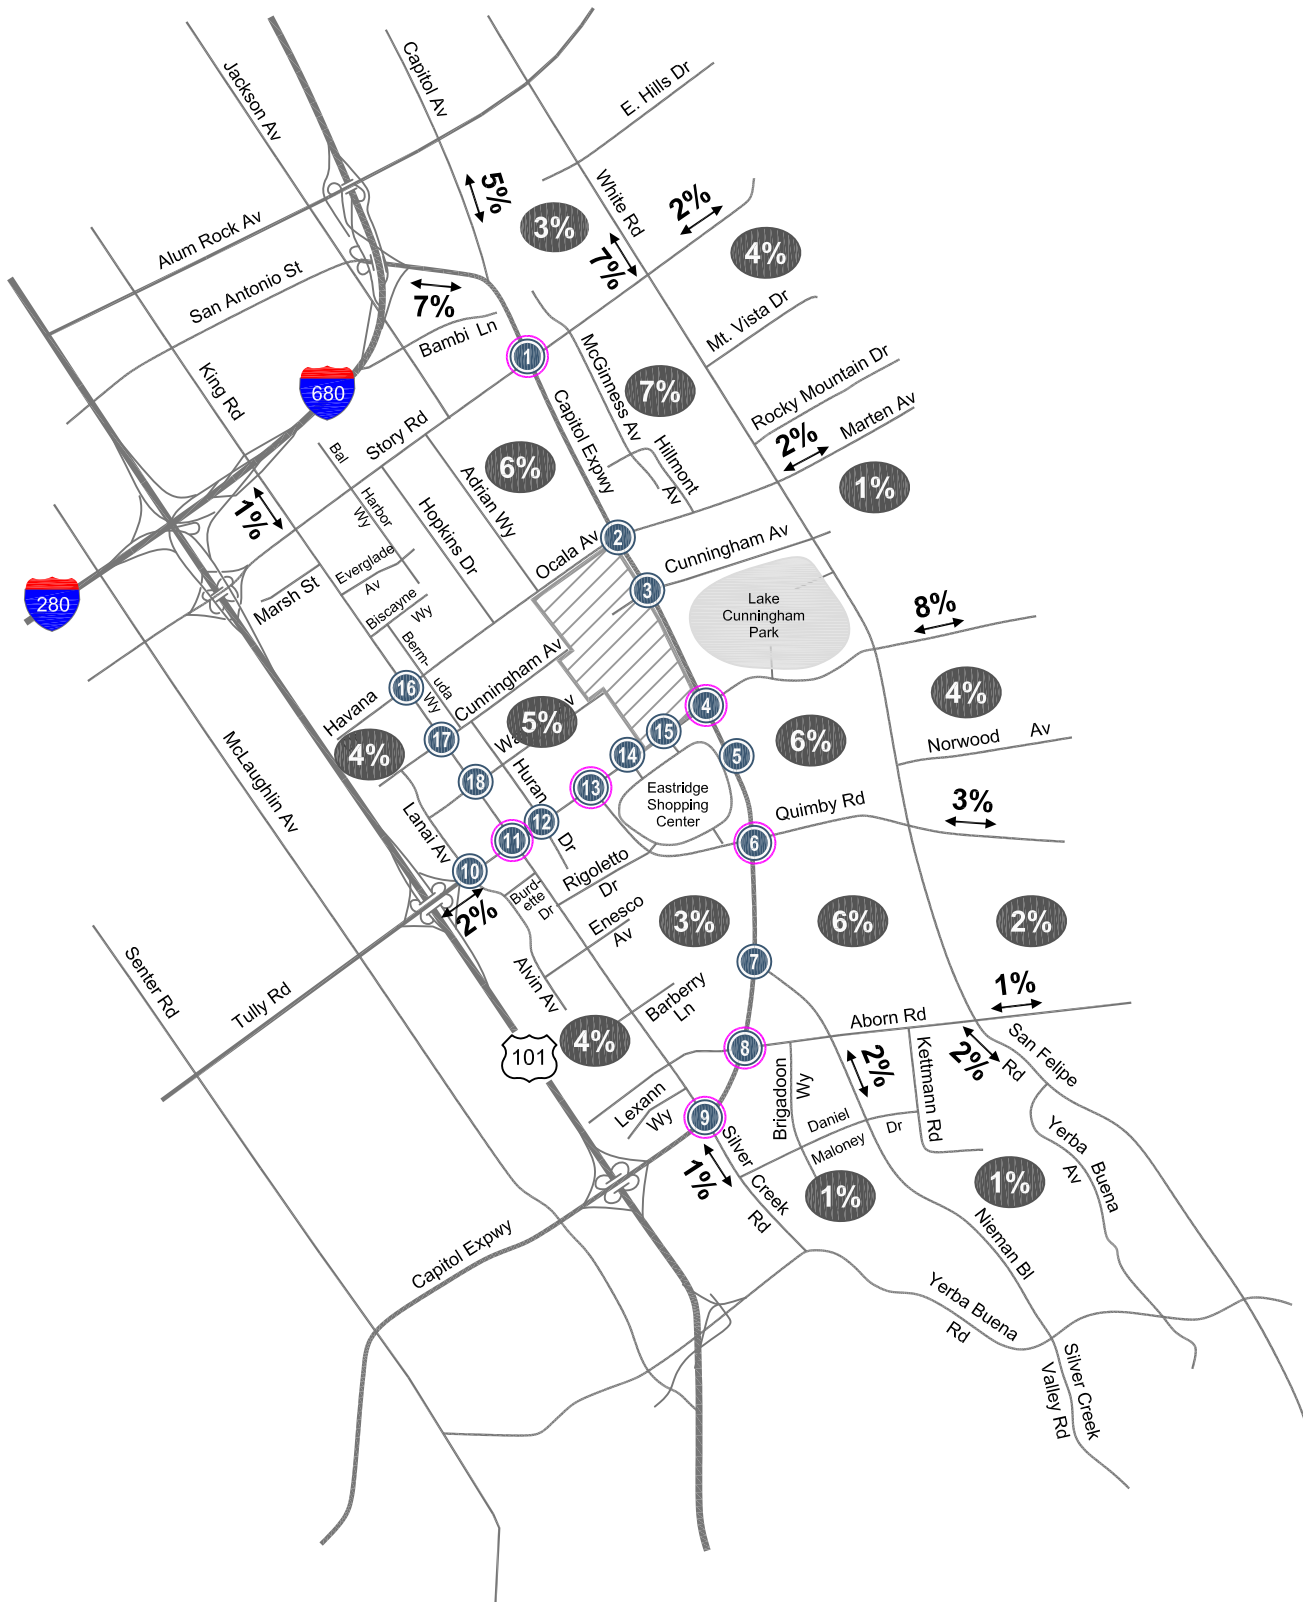 Jackson Av
Capitol Av
E. Hills Dr
White Rd
5%
2%
3%
7%
4%
Alum Rock Av
San Antonio St
7%
Bambi Ln
Mt. Vista Dr
1
McGinness Av
680
King Rd
7%
Rocky Mountain Dr
Capitol Expwy
Marten Av
Story Rd
2%
Hillmont
Av
Bal
Harbor
Wy
6%
Adrian Wy
Hopkins Dr
1%
1%
2
Ocala Av
Cunningham Av
Everglade
Av
3
280
Marsh St
Biscayne
Wy
Lake
Cunningham
Park
8%
Berm-
uda
Wy
Cunningham Av
16
Havana
4%
4
5%
v
Wa
15
17
4%
14
5
6%
Norwood Av
McLaughlin Av
18
Huran
Dr
13
Eastridge
Shopping
Center
Quimby Rd
3%
12
Lanai Av
11
6
10
Rigoletto
Dr
Burd-
ette
Dr
2%
Enesco
Av
3%
6%
2%
Senter Rd
7
Alvin Av
1%
Tully Rd
Barberry
Ln
Aborn Rd
4%
8
101
San Felipe
Rd
2%
2%
Kettmann Rd
Brigadoon
Wy
Lexann
Wy
9
Daniel
Maloney
Dr
Silver
Creek
Rd
1%
Yerba Buena
Av
1%
1%
Nieman Bl
Capitol Expwy
Yerba Buena
Rd
Silver Creek
Valley Rd